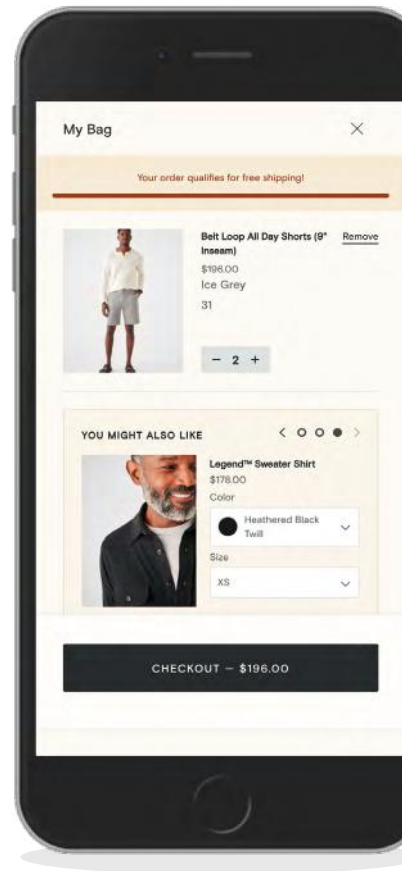 My Bag
Your order qualifies for free shipping!
Belt Loop All Day Shorts (9"
Inseam)
Remove
$196.00
Ice Grey
31
− 2 +
YOU MIGHT ALSO LIKE
Legend™ Sweater Shirt
$178.00
Color
Heathered Black
Twill
Size
XS
CHECKOUT — $196.00